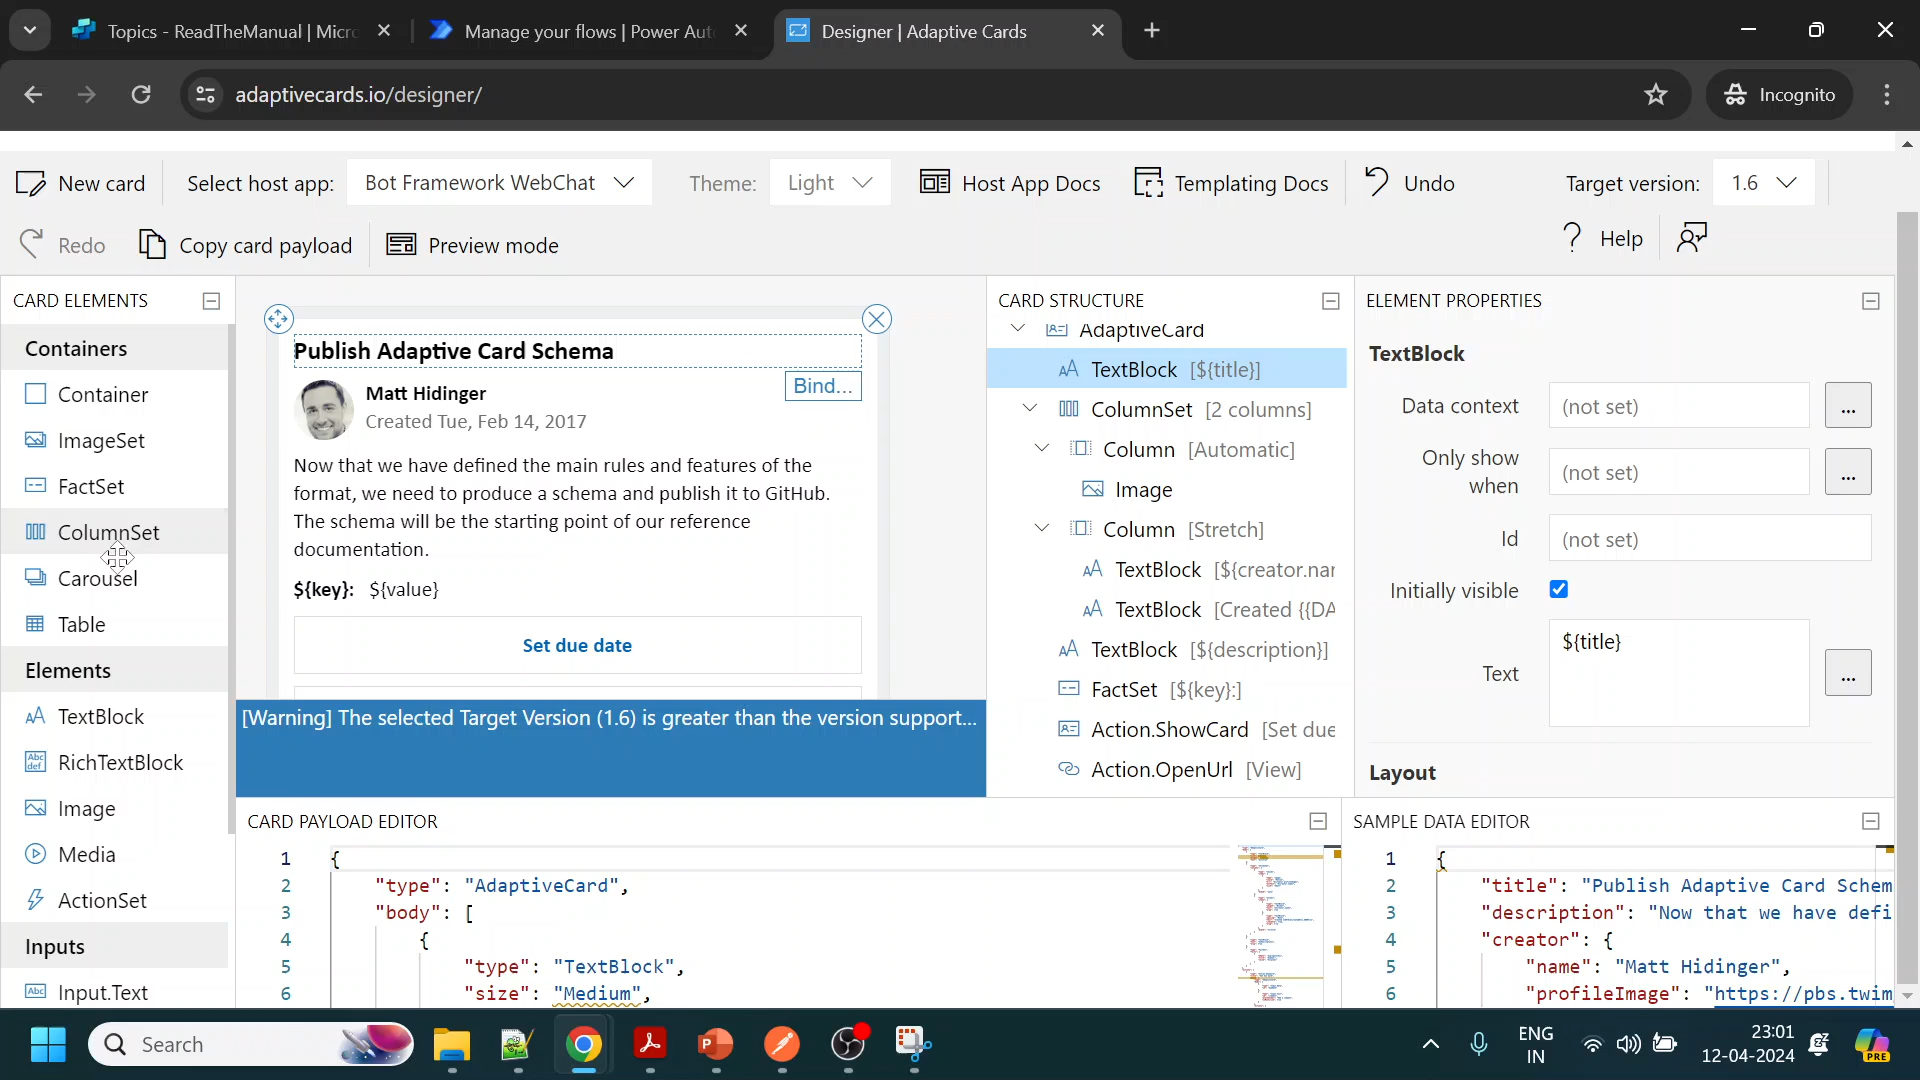 Topics - ReadTheManual | Micro
Manage your flows | Power Auto
Designer | Adaptive Cards
adaptivecards.io/designer/
Incognito
New card
Select host app:
Bot Framework WebChat
Theme:
Light
Host App Docs
Templating Docs
Undo
Target version:
1.6
Redo
Copy card payload
Preview mode
Help
CARD ELEMENTS
Containers
Container
ImageSet
FactSet
ColumnSet
Carousel
Table
Elements
TextBlock
RichTextBlock
Image
Media
ActionSet
Inputs
Input.Text
Publish Adaptive Card Schema
Bind...
Matt Hidinger
Created Tue, Feb 14, 2017
Now that we have defined the main rules and features of the
format, we need to produce a schema and publish it to GitHub.
The schema will be the starting point of our reference
documentation.
${key}: ${value}
Set due date
[Warning] The selected Target Version (1.6) is greater than the version support...
CARD STRUCTURE
AdaptiveCard
TextBlock [${title}]
ColumnSet [2 columns]
Column [Automatic]
Image
Column [Stretch]
TextBlock [${creator.nar
TextBlock [Created {{DA
TextBlock [${description}]
FactSet [${key}:]
Action.ShowCard [Set due
Action.OpenUrl [View]
ELEMENT PROPERTIES
TextBlock
Data context (not set) ...
Only show
when (not set) ...
Id (not set)
Initially visible
Text ${title} ...
Layout
CARD PAYLOAD EDITOR
1 {
2 "type": "AdaptiveCard",
3 "body": [
4 {
5 "type": "TextBlock",
6 "size": "Medium",
SAMPLE DATA EDITOR
1 {
2 "title": "Publish Adaptive Card Schem
3 "description": "Now that we have defi
4 "creator": {
5 "name": "Matt Hidinger",
6 "profileImage": "https://pbs.twim
Search
ENG
IN
23:01
12-04-2024
PRE